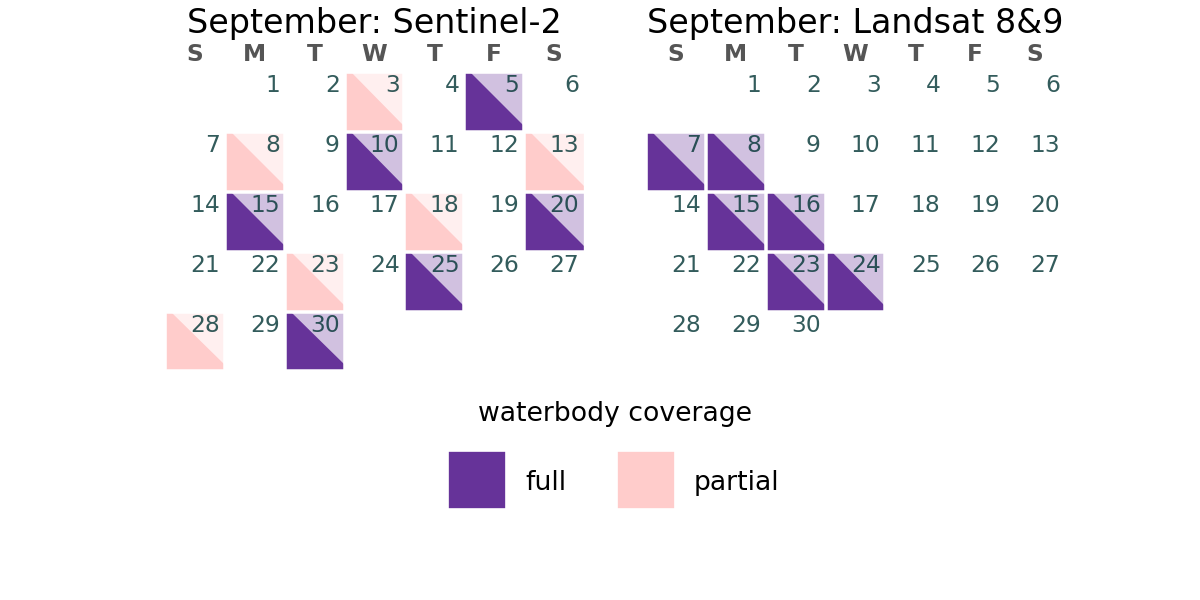 September: Sentinel-2
S M T W T F S
1 2 3 4 5 6
7 8 9 10 11 12 13
14 15 16 17 18 19 20
21 22 23 24 25 26 27
28 29 30
September: Landsat 8&9
S M T W T F S
1 2 3 4 5 6
7 8 9 10 11 12 13
14 15 16 17 18 19 20
21 22 23 24 25 26 27
28 29 30
waterbody coverage
full partial